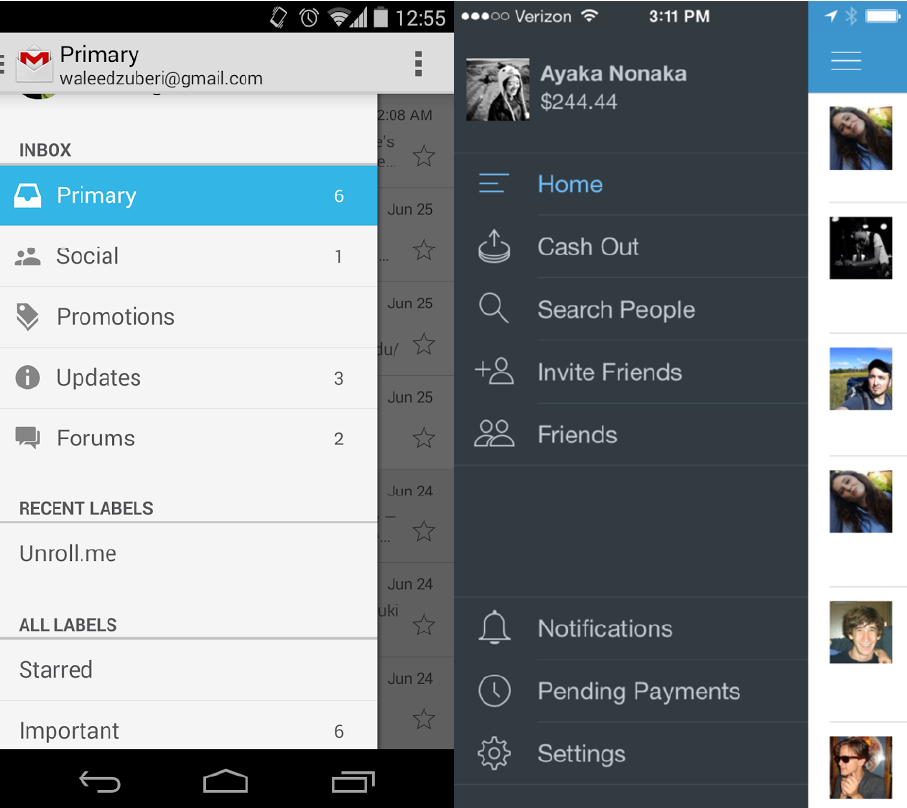 12:55
Primary
waleedzuberi@gmail.com
2:08 AM
INBOX
Primary 6
Jun 25
Social 1
Promotions
Jun 25
du/
Updates 3
Jun 25
Forums 2
Jun 24
RECENT LABELS
Unroll.me
Jun 24
uki
ALL LABELS
Starred
Jun 24
Important 6
Verizon 3:11 PM
Ayaka Nonaka
$244.44
Home
Cash Out
Search People
Invite Friends
Friends
Notifications
Pending Payments
Settings